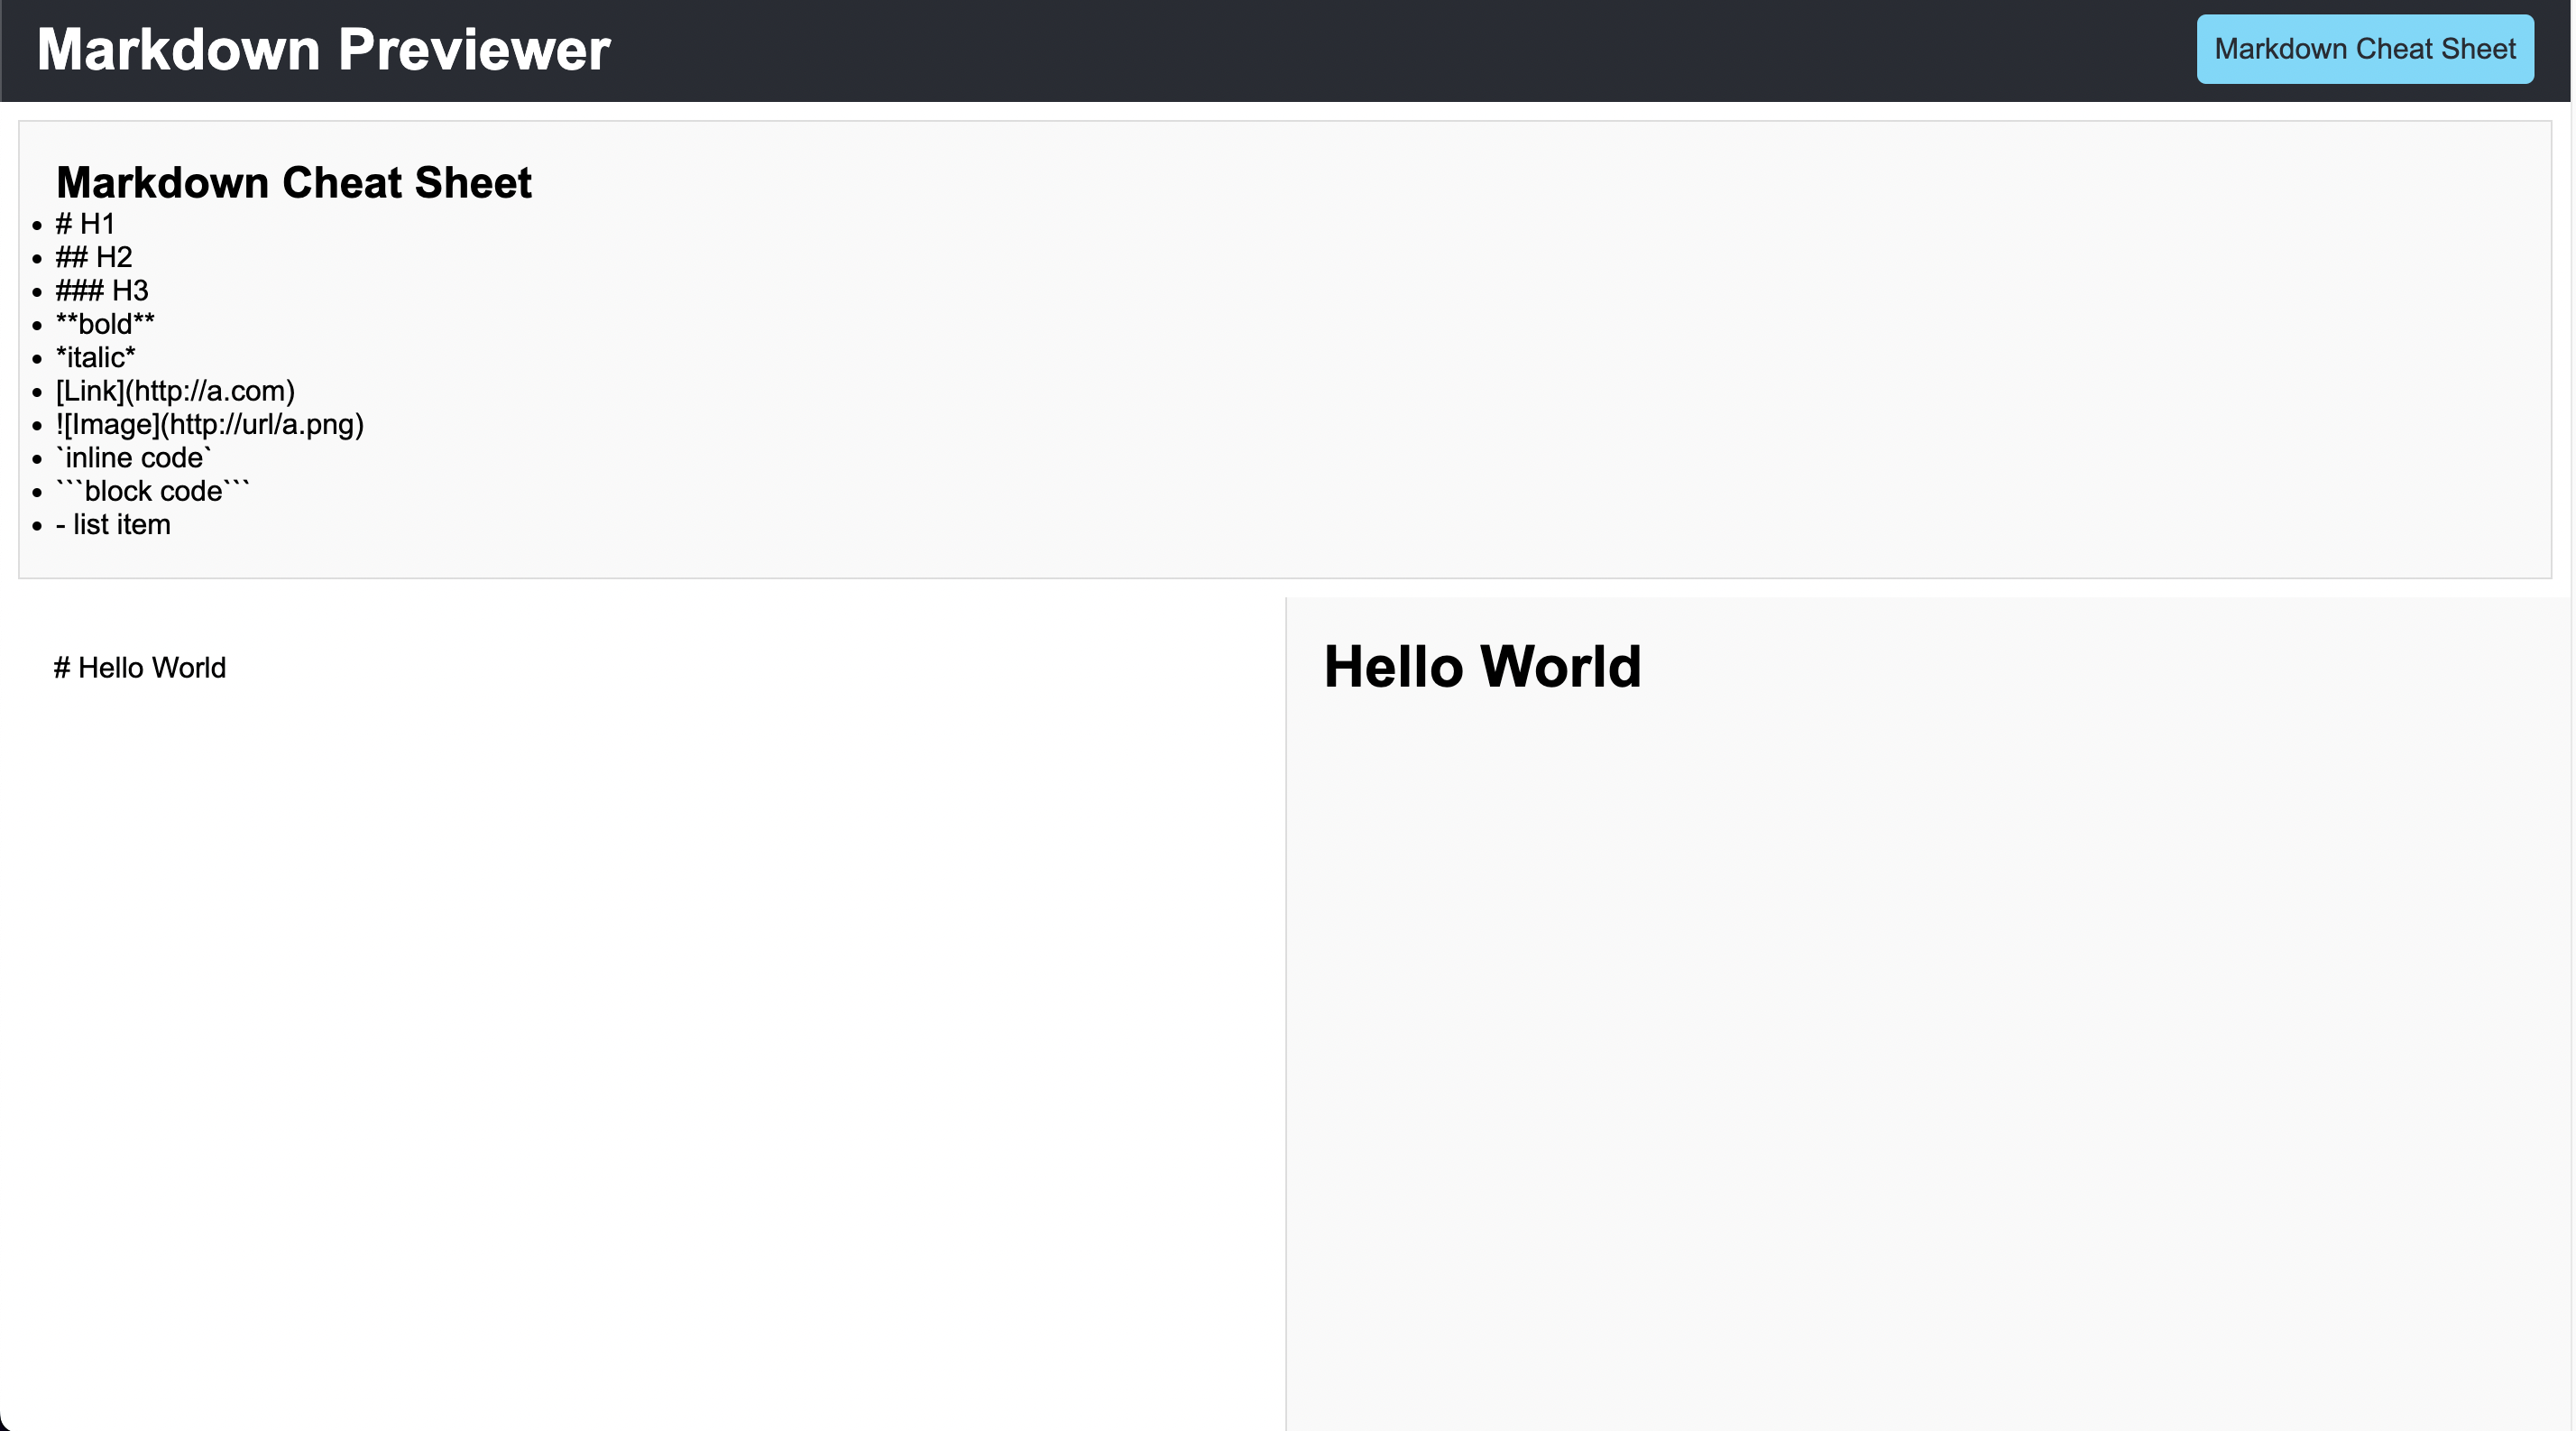 Markdown Previewer
Markdown Cheat Sheet
Markdown Cheat Sheet
# H1
## H2
### H3
**bold**
*italic*
[Link](http://a.com)
![Image](http://url/a.png)
`inline code`
```block code```
- list item
# Hello World
Hello World